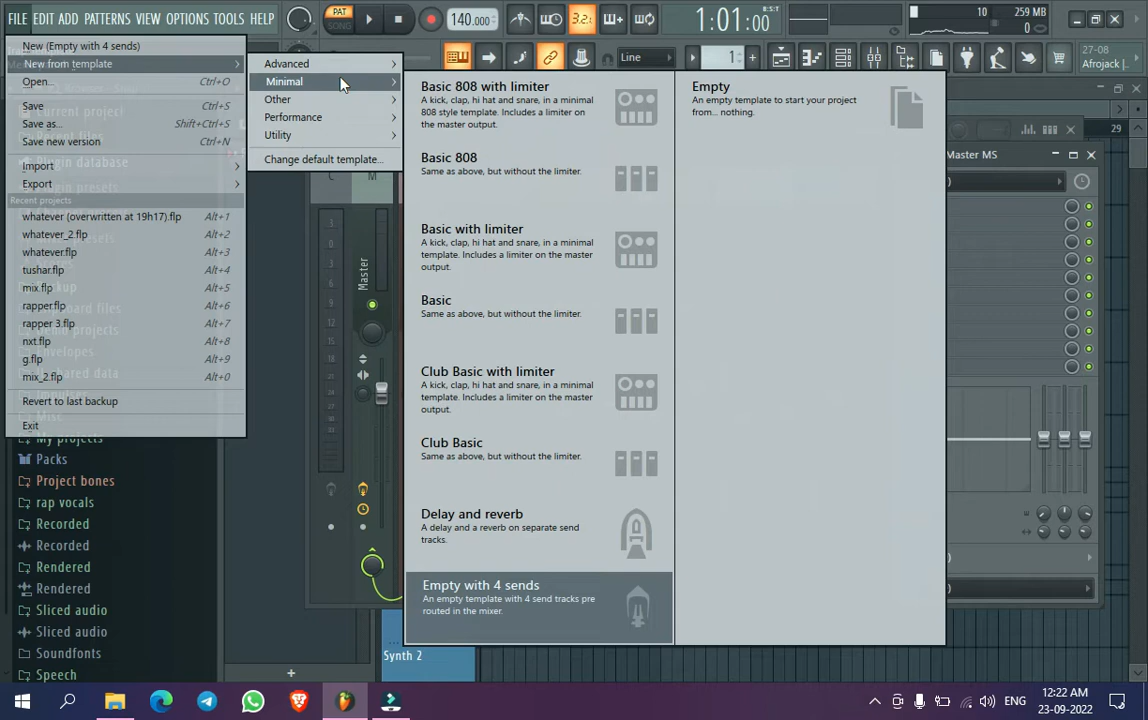 FILE EDIT ADD PATTERNS VIEW OPTIONS TOOLS HELP
PAT
SONG
140.000
3.2
1:01:00
10
259 MB
0
New (Empty with 4 sends)
New from template
Open...
Ctrl+O
Save
Ctrl+S
Save as...
Shift+Ctrl+S
Save new version
Ctrl+N
Import
Export
Recent projects
whatever (overwritten at 19h17).flp
Alt+1
whatever_2.flp
Alt+2
whatever.flp
Alt+3
tushar.flp
Alt+4
mix.flp
Alt+5
rapper.flp
Alt+6
rapper 3.flp
Alt+7
nxt.flp
Alt+8
g.flp
Alt+9
mix_2.flp
Alt+0
Revert to last backup
Exit
Advanced
Minimal
Other
Performance
Utility
Change default template...
Line
1
27-08
Afrojack |
29
Master MS
C
M
Master
Basic 808 with limiter
A kick, clap, hi hat and snare, in a minimal
808 style template. Includes a limiter on
the master output.
Basic 808
Same as above, but without the limiter.
Basic with limiter
A kick, clap, hi hat and snare, in a minimal
template. Includes a limiter on the master
output.
Basic
Same as above, but without the limiter.
Club Basic with limiter
A kick, clap, hi hat and snare, in a minimal
template. Includes a limiter on the master
output.
Club Basic
Same as above, but without the limiter.
Delay and reverb
A delay and a reverb on separate send
tracks.
Empty with 4 sends
An empty template with 4 send tracks pre
routed in the mixer.
Empty
An empty template to start your project
from... nothing.
Current project
Plugin database
Plugin presets
My projects
Packs
Project bones
rap vocals
Recorded
Recorded
Rendered
Rendered
Sliced audio
Sliced audio
Soundfonts
Speech
Synth 2
ENG
12:22 AM
23-09-2022